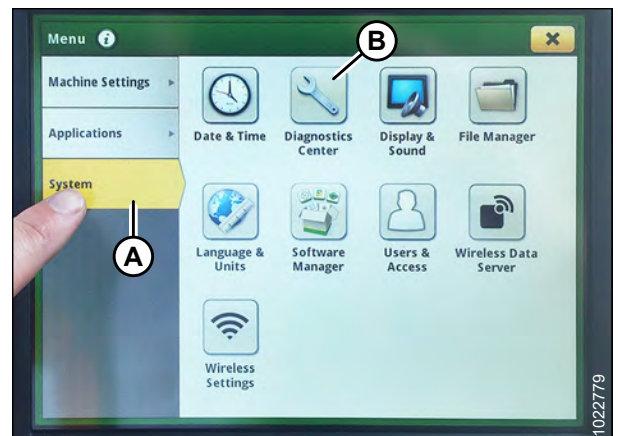 Menu i
B
Machine Settings
Applications
System
A
Date & Time
Diagnostics
Center
Display &
Sound
File Manager
Language &
Units
Software
Manager
Users &
Access
Wireless Data
Server
Wireless
Settings
1022779